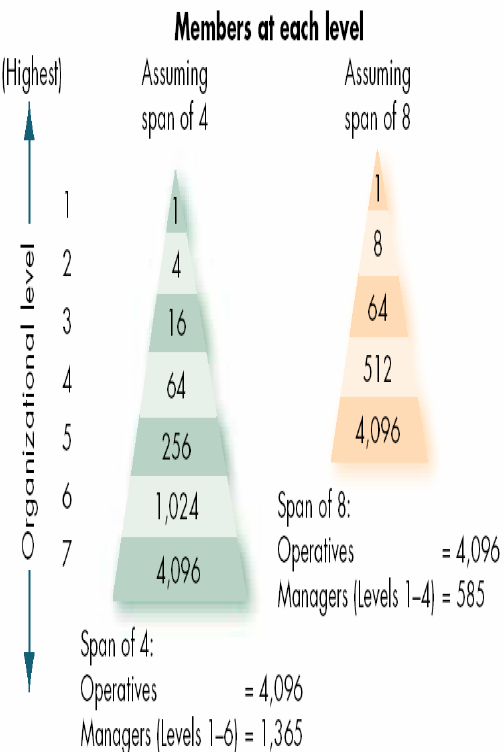 Members at each level
(Highest)
Assuming
span of 4
Assuming
span of 8
Organizational level
1
2
3
4
5
6
7
1
4
16
64
256
1,024
4,096
1
8
64
512
4,096
Span of 8:
Operatives = 4,096
Managers (Levels 1–4) = 585
Span of 4:
Operatives = 4,096
Managers (Levels 1–6) = 1,365